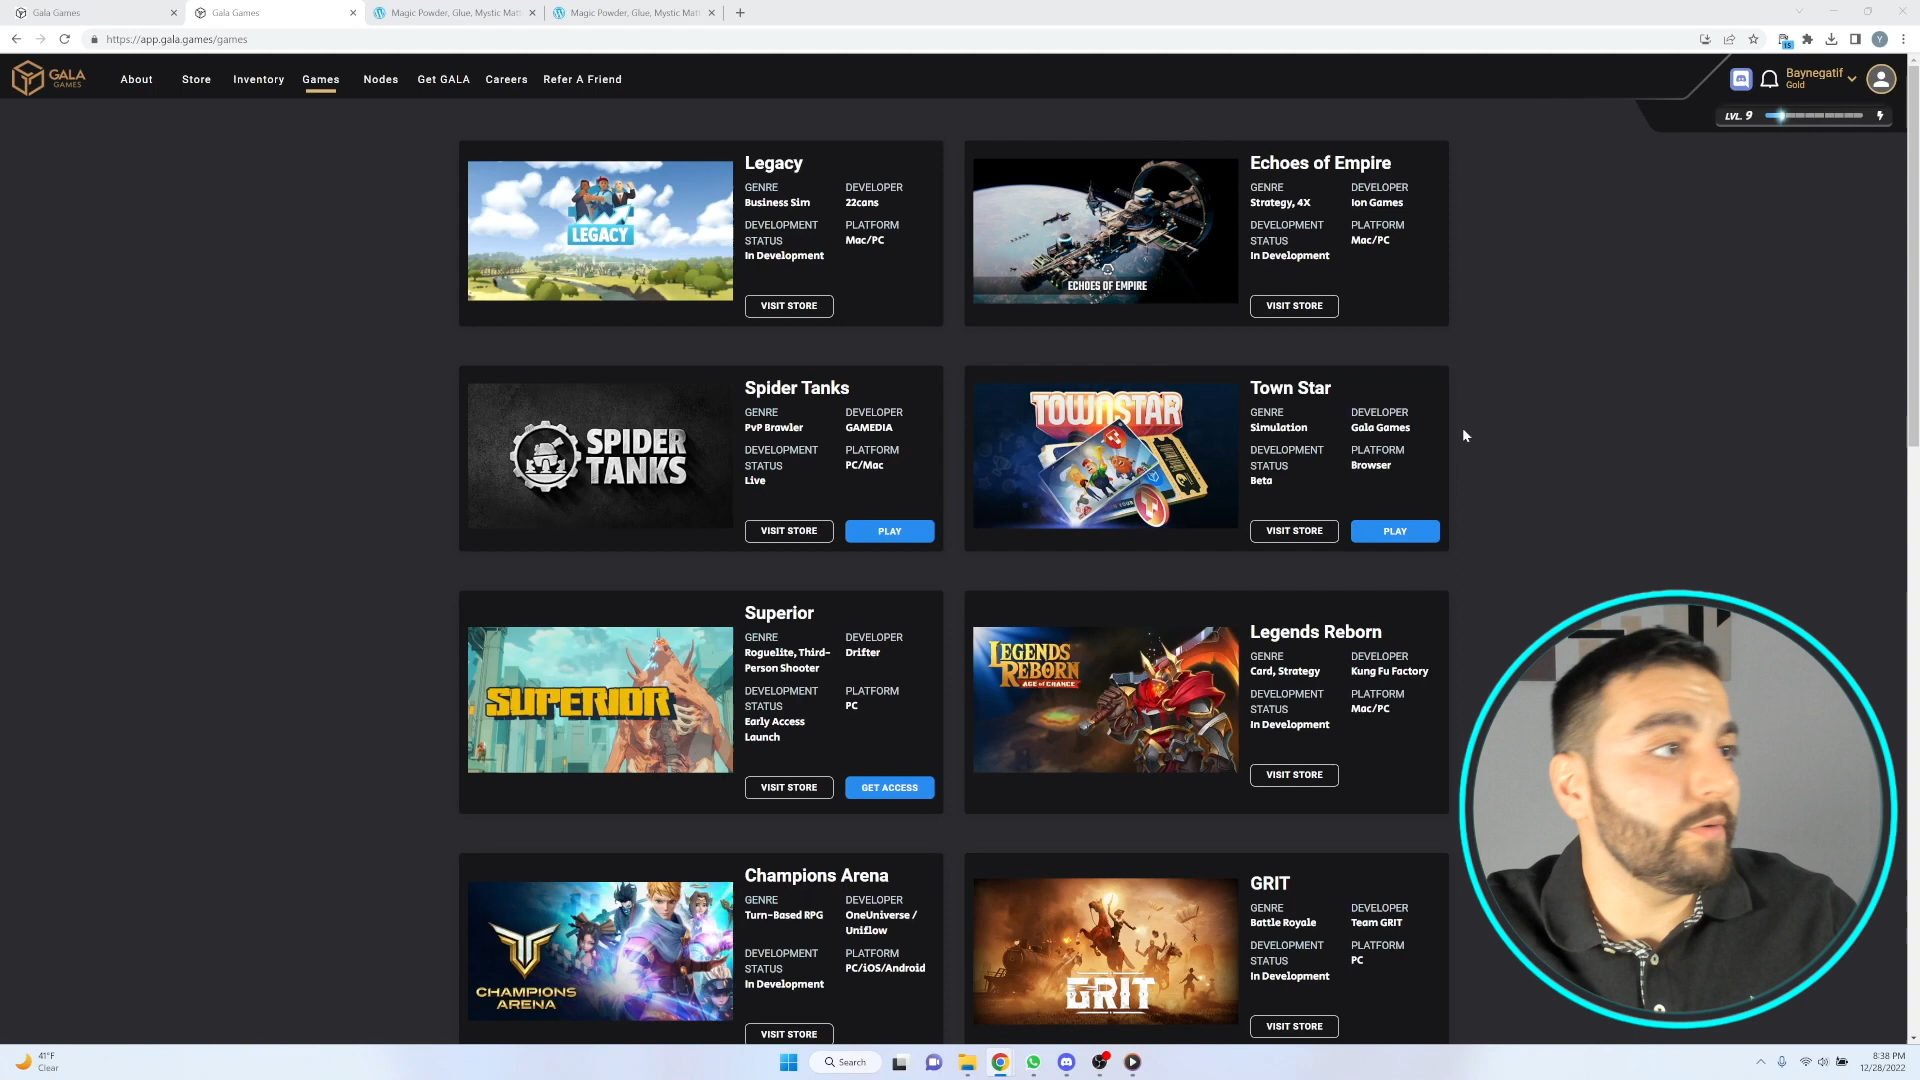 Gala Games
Gala Games
Magic Powder, Glue, Mystic Mat
Magic Powder, Glue, Mystic Mat
https://app.gala.games/games
15
Y
GALA
GAMES
About
Store
Inventory
Games
Nodes
Get GALA
Careers
Refer A Friend
Baynegatif
Gold
LVL. 9
LEGACY
Legacy
GENRE
Business Sim
DEVELOPER
22cans
DEVELOPMENT
STATUS
In Development
PLATFORM
Mac/PC
VISIT STORE
ECHOES OF EMPIRE
Echoes of Empire
GENRE
Strategy, 4X
DEVELOPER
Ion Games
DEVELOPMENT
STATUS
In Development
PLATFORM
Mac/PC
VISIT STORE
SPIDER
TANKS
Spider Tanks
GENRE
PvP Brawler
DEVELOPER
GAMEDIA
DEVELOPMENT
STATUS
Live
PLATFORM
PC/Mac
VISIT STORE
PLAY
TOWNSTAR
Town Star
GENRE
Simulation
DEVELOPER
Gala Games
DEVELOPMENT
STATUS
Beta
PLATFORM
Browser
VISIT STORE
PLAY
SUPERIOR
Superior
GENRE
Roguelite, Third-
Person Shooter
DEVELOPER
Drifter
DEVELOPMENT
STATUS
Early Access
Launch
PLATFORM
PC
VISIT STORE
GET ACCESS
LEGENDS
REBORN
AGE OF CHANCE
Legends Reborn
GENRE
Card, Strategy
DEVELOPER
Kung Fu Factory
DEVELOPMENT
STATUS
In Development
PLATFORM
Mac/PC
VISIT STORE
CHAMPIONS
ARENA
Champions Arena
GENRE
Turn-Based RPG
DEVELOPER
OneUniverse /
Uniflow
DEVELOPMENT
STATUS
In Development
PLATFORM
PC/iOS/Android
VISIT STORE
GRIT
GRIT
GENRE
Battle Royale
DEVELOPER
Team GRIT
DEVELOPMENT
STATUS
In Development
PLATFORM
PC
VISIT STORE
41°F
Clear
Search
8:38 PM
12/28/2022